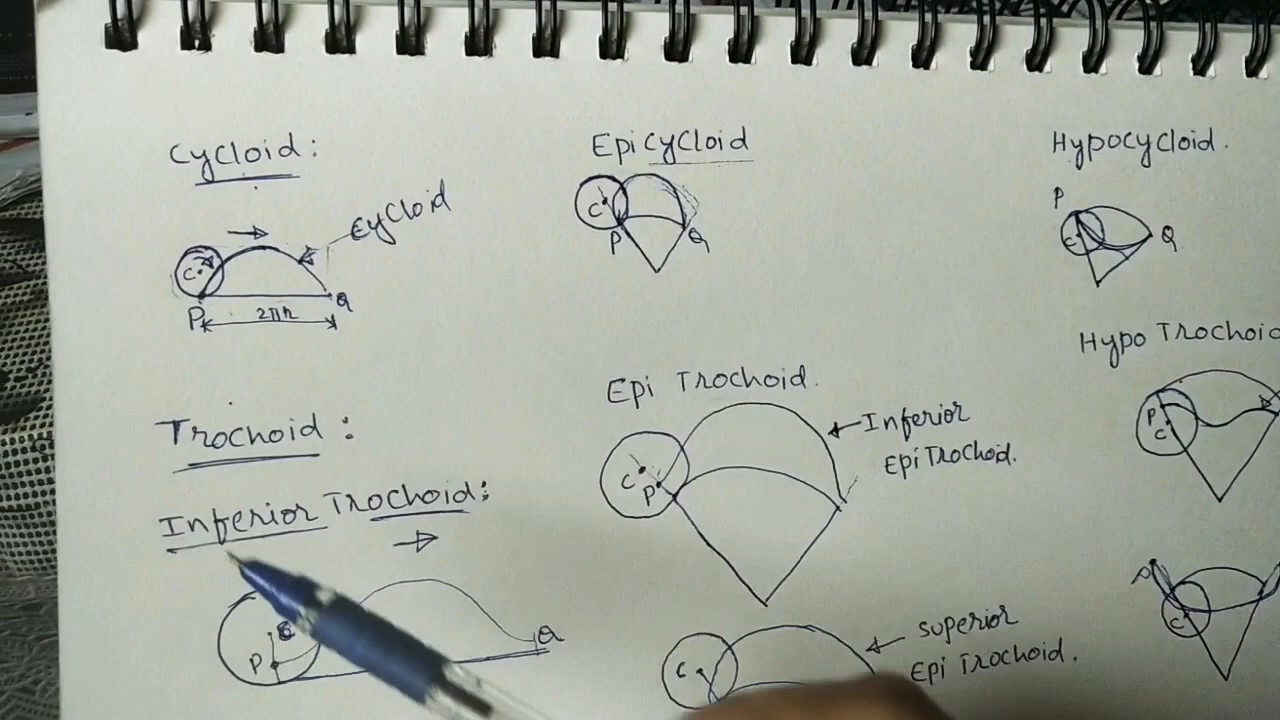 Cycloid:
Cycloid
C
P
Q
2πr
Trochoid:
Inferior Trochoid:
C
P
Q
Epicycloid
C
P
Q
Epi Trochoid.
C
P
Inferior
Epi Trochoid.
C
superior
Epi Trochoid.
Hypocycloid.
P
C
Q
Hypo Trochoid
P
C
P
C